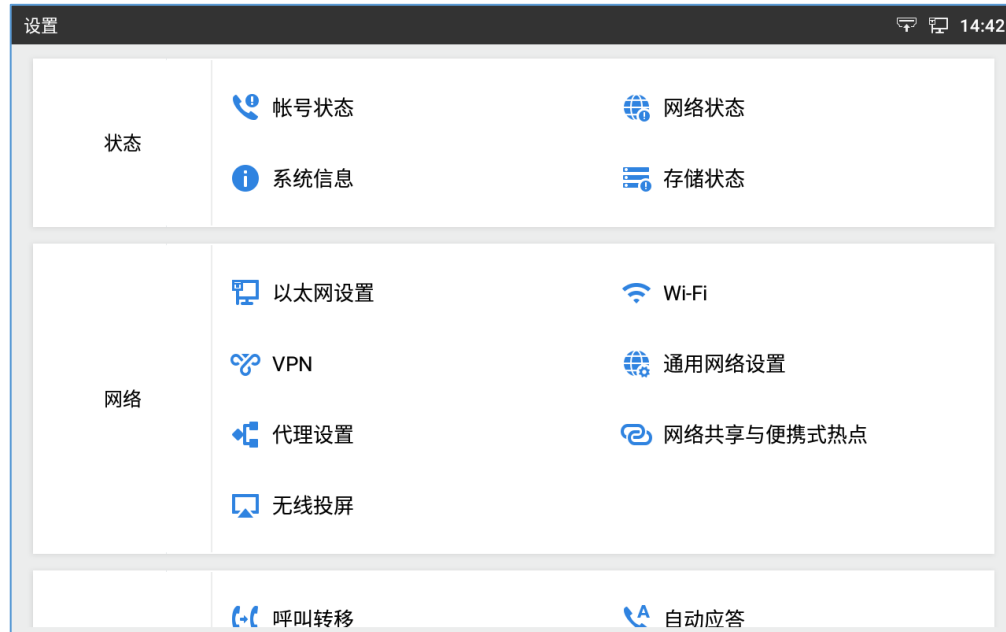 设置 14:42
状态
帐号状态 网络状态
系统信息 存储状态
网络
以太网设置 Wi-Fi
VPN 通用网络设置
代理设置 网络共享与便携式热点
无线投屏
呼叫转移 自动应答